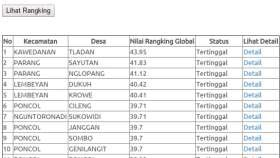 Lihat Rangking
No Kecamatan Desa Nilai Rangking Global Status Lihat Detail
1 KAWEDANAN TLADAN 43.95 Tertinggal Detail
2 PARANG SAYUTAN 41.83 Tertinggal Detail
3 PARANG NGLOPANG 41.12 Tertinggal Detail
4 LEMBEYAN DUKUH 40.42 Tertinggal Detail
5 LEMBEYAN KROWE 40.41 Tertinggal Detail
6 PONCOL CILENG 39.71 Tertinggal Detail
7 NGUNTORONADI SUKOWIDI 39.71 Tertinggal Detail
8 PONCOL JANGGAN 39.7 Tertinggal Detail
9 PONCOL SOMBO 39.7 Tertinggal Detail
10 PONCOL GENILANGIT 39.7 Tertinggal Detail